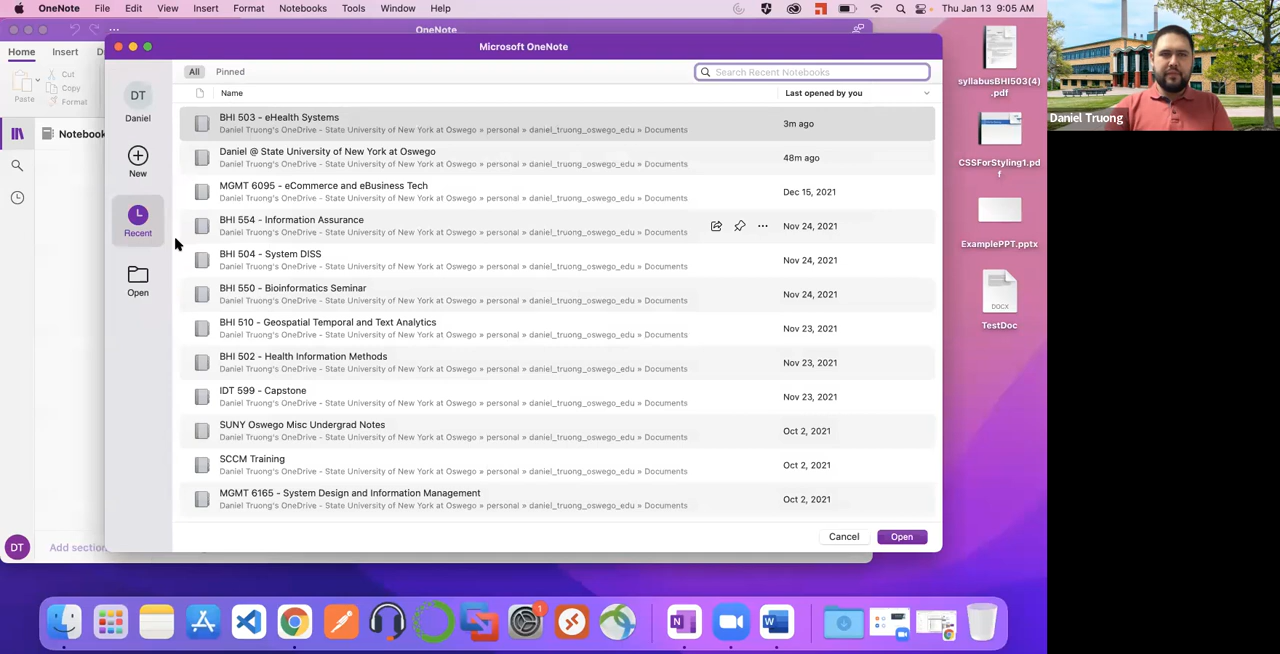 OneNote File Edit View Insert Format Notebooks Tools Window Help Thu Jan 13 9:05 AM
OneNote
Home Insert D
Paste Cut
Copy
Format
Notebook
Add section
DT
Microsoft OneNote
DT
Daniel
New
Recent
Open
All Pinned
Search Recent Notebooks
Name Last opened by you
BHI 503 - eHealth Systems
Daniel Truong's OneDrive - State University of New York at Oswego » personal » daniel_truong_oswego_edu » Documents
3m ago
Daniel @ State University of New York at Oswego
Daniel Truong's OneDrive - State University of New York at Oswego » personal » daniel_truong_oswego_edu » Documents
48m ago
MGMT 6095 - eCommerce and eBusiness Tech
Daniel Truong's OneDrive - State University of New York at Oswego » personal » daniel_truong_oswego_edu » Documents
Dec 15, 2021
BHI 554 - Information Assurance
Daniel Truong's OneDrive - State University of New York at Oswego » personal » daniel_truong_oswego_edu » Documents
Nov 24, 2021
BHI 504 - System DISS
Daniel Truong's OneDrive - State University of New York at Oswego » personal » daniel_truong_oswego_edu » Documents
Nov 24, 2021
BHI 550 - Bioinformatics Seminar
Daniel Truong's OneDrive - State University of New York at Oswego » personal » daniel_truong_oswego_edu » Documents
Nov 24, 2021
BHI 510 - Geospatial Temporal and Text Analytics
Daniel Truong's OneDrive - State University of New York at Oswego » personal » daniel_truong_oswego_edu » Documents
Nov 23, 2021
BHI 502 - Health Information Methods
Daniel Truong's OneDrive - State University of New York at Oswego » personal » daniel_truong_oswego_edu » Documents
Nov 23, 2021
IDT 599 - Capstone
Daniel Truong's OneDrive - State University of New York at Oswego » personal » daniel_truong_oswego_edu » Documents
Nov 23, 2021
SUNY Oswego Misc Undergrad Notes
Daniel Truong's OneDrive - State University of New York at Oswego » personal » daniel_truong_oswego_edu » Documents
Oct 2, 2021
SCCM Training
Daniel Truong's OneDrive - State University of New York at Oswego » personal » daniel_truong_oswego_edu » Documents
Oct 2, 2021
MGMT 6165 - System Design and Information Management
Daniel Truong's OneDrive - State University of New York at Oswego » personal » daniel_truong_oswego_edu » Documents
Oct 2, 2021
Cancel Open
syllabusBHI503(4)
.pdf
CSSForStyling1.pd
f
ExamplePPT.pptx
DOCX
TestDoc
Daniel Truong
1
N
W